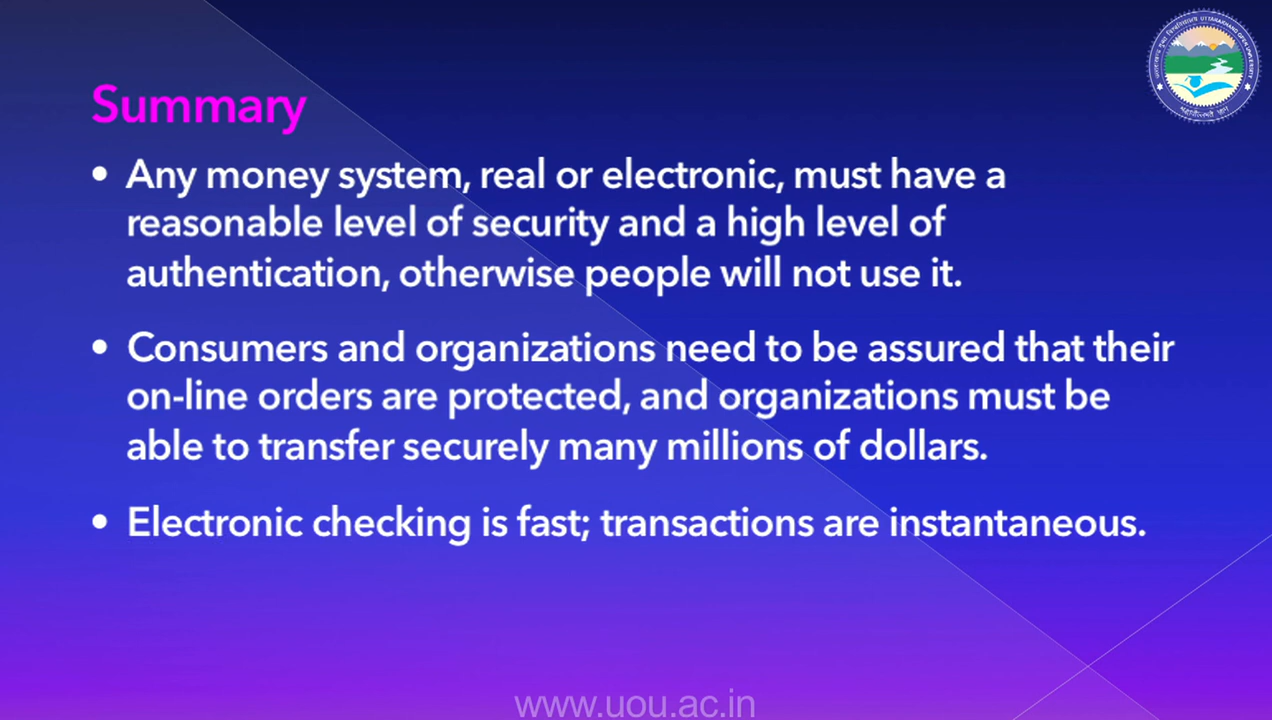 Summary
• Any money system, real or electronic, must have a
reasonable level of security and a high level of
authentication, otherwise people will not use it.
• Consumers and organizations need to be assured that their
on-line orders are protected, and organizations must be
able to transfer securely many millions of dollars.
• Electronic checking is fast; transactions are instantaneous.
UTTARAKHAND OPEN UNIVERSITY
www.uou.ac.in